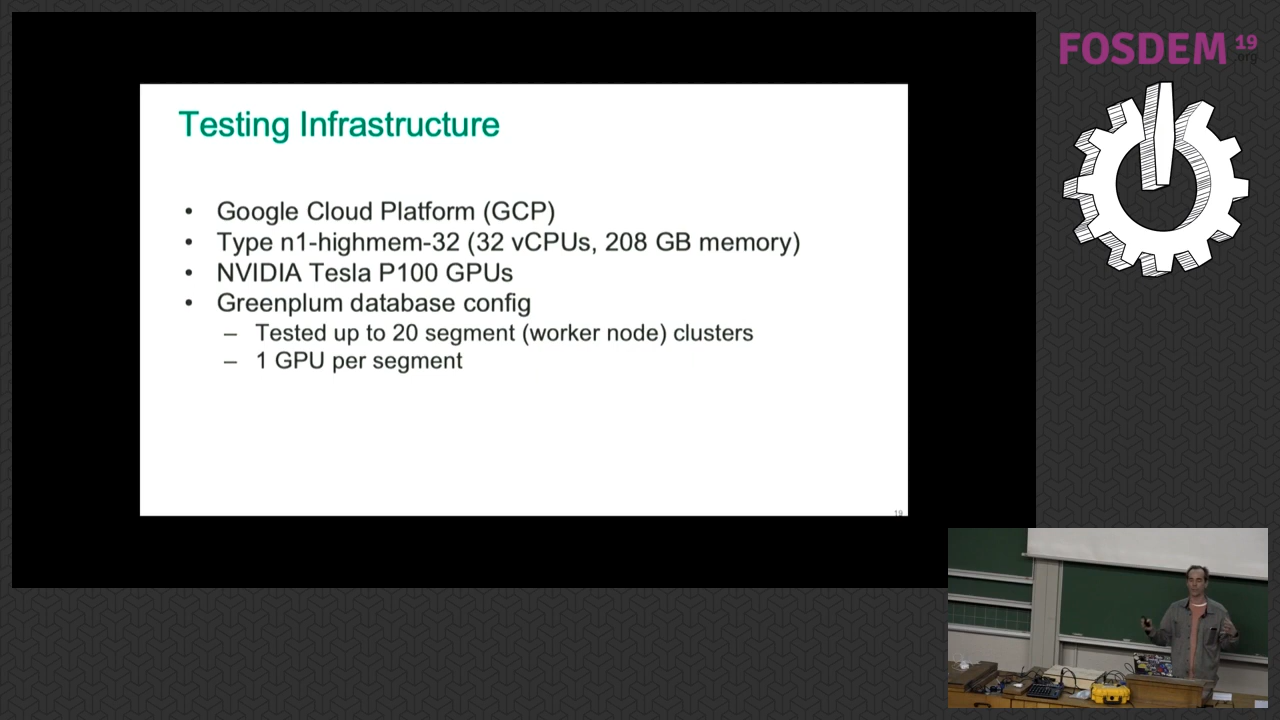 FOSDEM 19
.org
Testing Infrastructure
• Google Cloud Platform (GCP)
• Type n1-highmem-32 (32 vCPUs, 208 GB memory)
• NVIDIA Tesla P100 GPUs
• Greenplum database config
– Tested up to 20 segment (worker node) clusters
– 1 GPU per segment
19